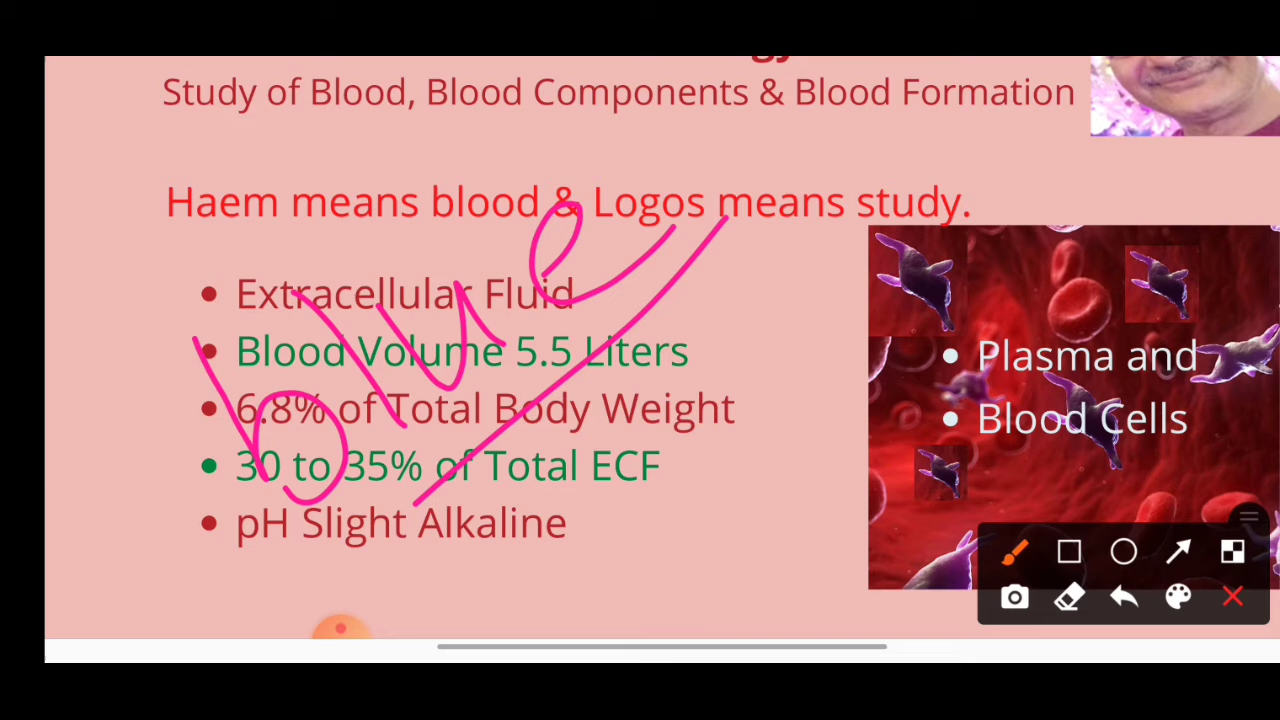 Study of Blood, Blood Components & Blood Formation
Haem means blood & Logos means study.
Extracellular Fluid
Blood Volume 5.5 Liters
6.8% of Total Body Weight
30 to 35% of Total ECF
pH Slight Alkaline
blue
Plasma and
Blood Cells